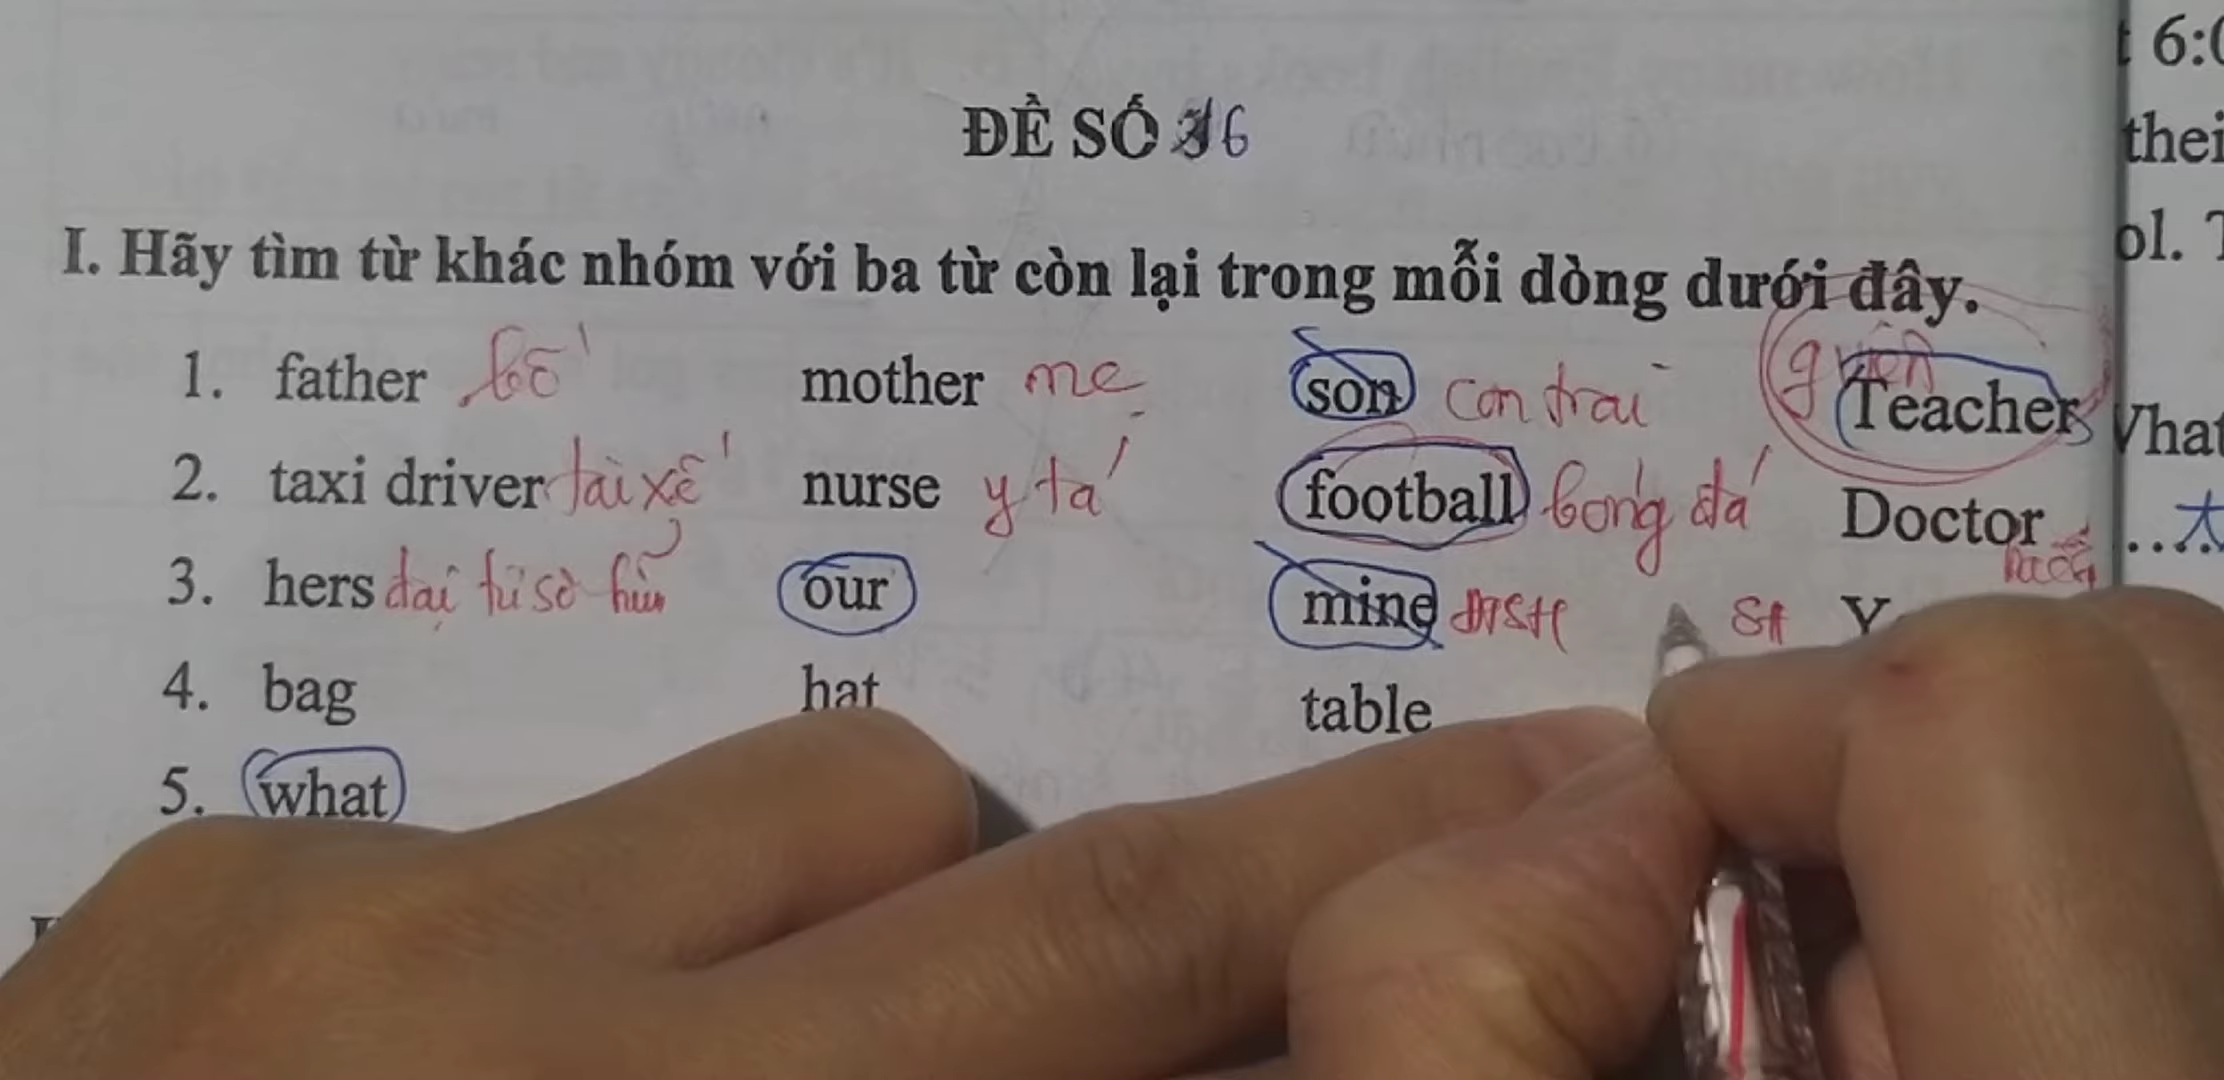 t 6:0
ĐỀ SỐ 16
thei
I. Hãy tìm từ khác nhóm với ba từ còn lại trong mỗi dòng dưới đây.
ol. T
1. father bố mother mẹ son con trai g viên Teacher
What
2. taxi driver tài xế nurse y tá football bóng đá Doctor
3. hers đại từ sở hữu our mine ĐTSH SH Y
4. bag hat table
5. what